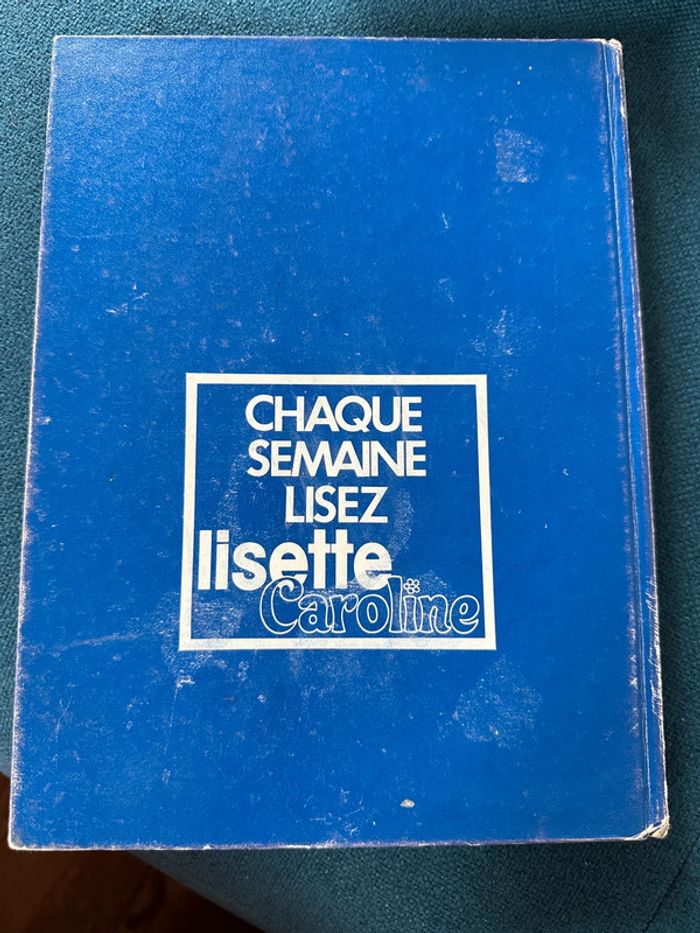 CHAQUE
SEMAINE
LISEZ
lisette
Caroline